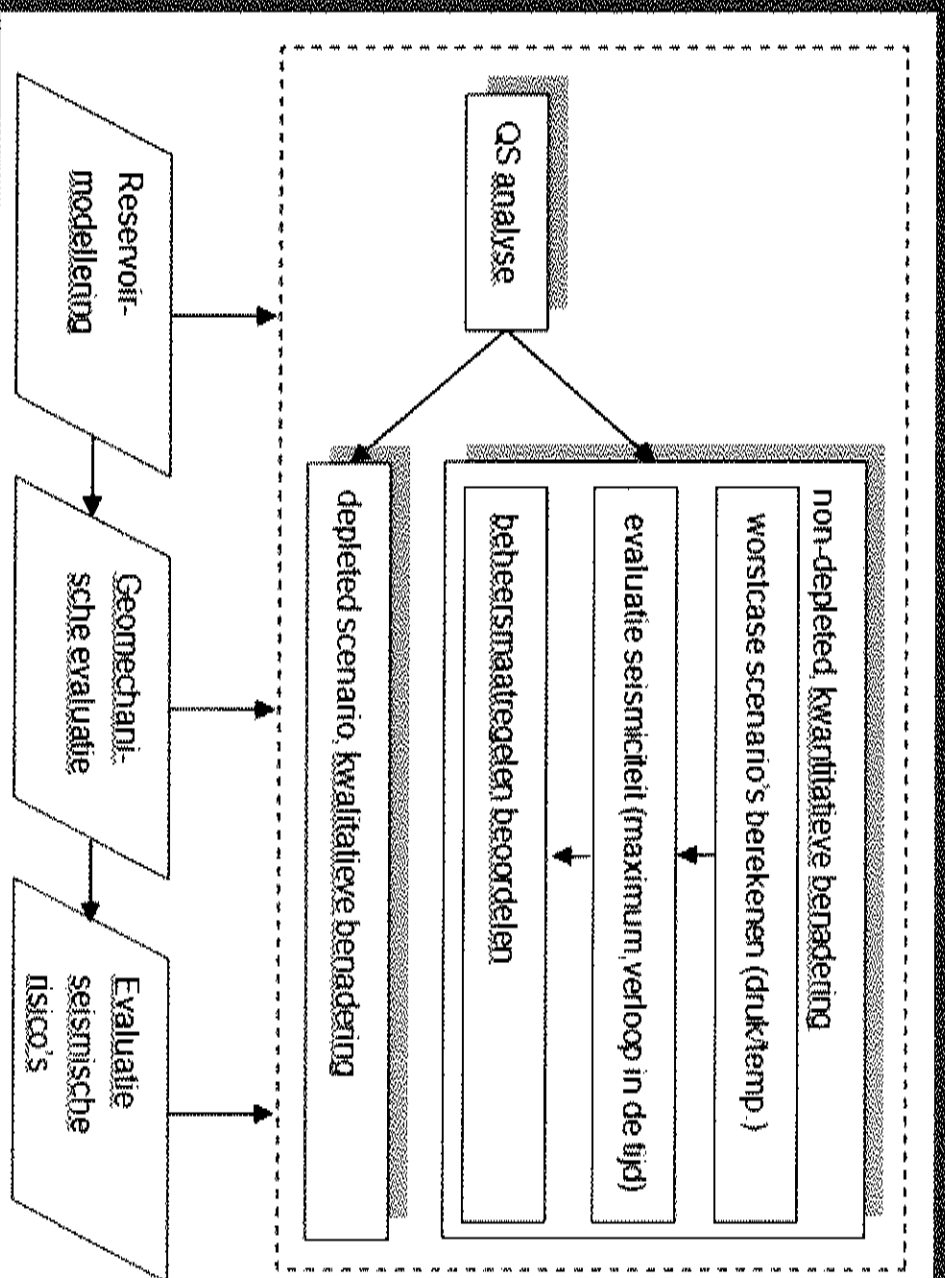 QS analyse
non-depleted, kwantitatieve benadering
worstcase scenario's berekenen (druk/temp.)
evaluatie seismiciteit (maximum,verloop in de tijd)
beheersmaatregelen beoordelen
depleted scenario, kwalitatieve benadering
Reservoir-
modellering
Geomechani-
sche evaluatie
Evaluatie
seismische
risico's